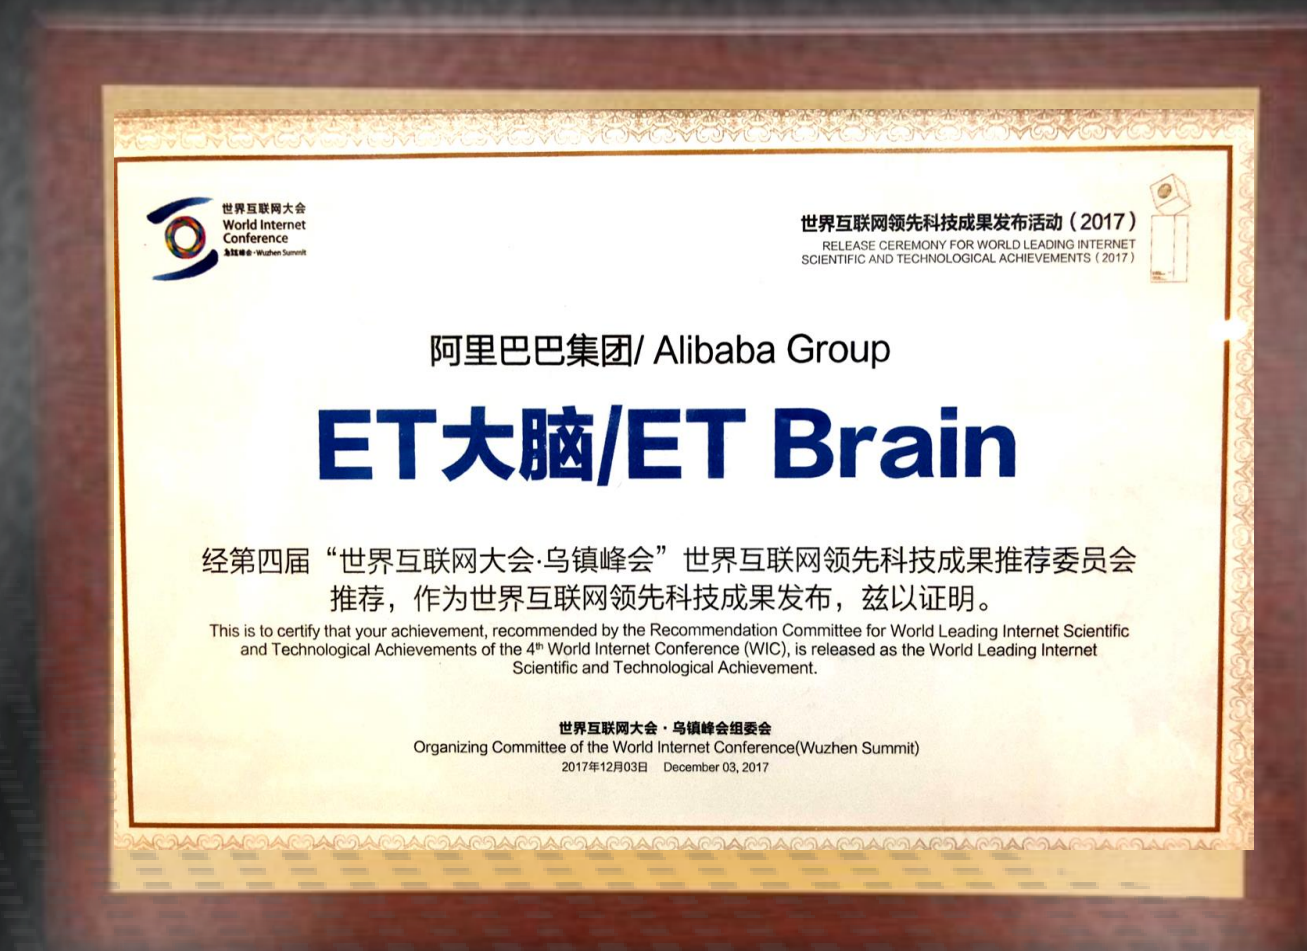 世界互联网大会
World Internet
Conference
乌镇峰会·Wuzhen Summit
世界互联网领先科技成果发布活动（2017）
RELEASE CEREMONY FOR WORLD LEADING INTERNET
SCIENTIFIC AND TECHNOLOGICAL ACHIEVEMENTS（2017）
阿里巴巴集团/ Alibaba Group
ET大脑/ET Brain
经第四届“世界互联网大会·乌镇峰会”世界互联网领先科技成果推荐委员会
推荐，作为世界互联网领先科技成果发布，兹以证明。
This is to certify that your achievement, recommended by the Recommendation Committee for World Leading Internet Scientific
and Technological Achievements of the 4th World Internet Conference (WIC), is released as the World Leading Internet
Scientific and Technological Achievement.
世界互联网大会·乌镇峰会组委会
Organizing Committee of the World Internet Conference(Wuzhen Summit)
2017年12月03日 December 03, 2017